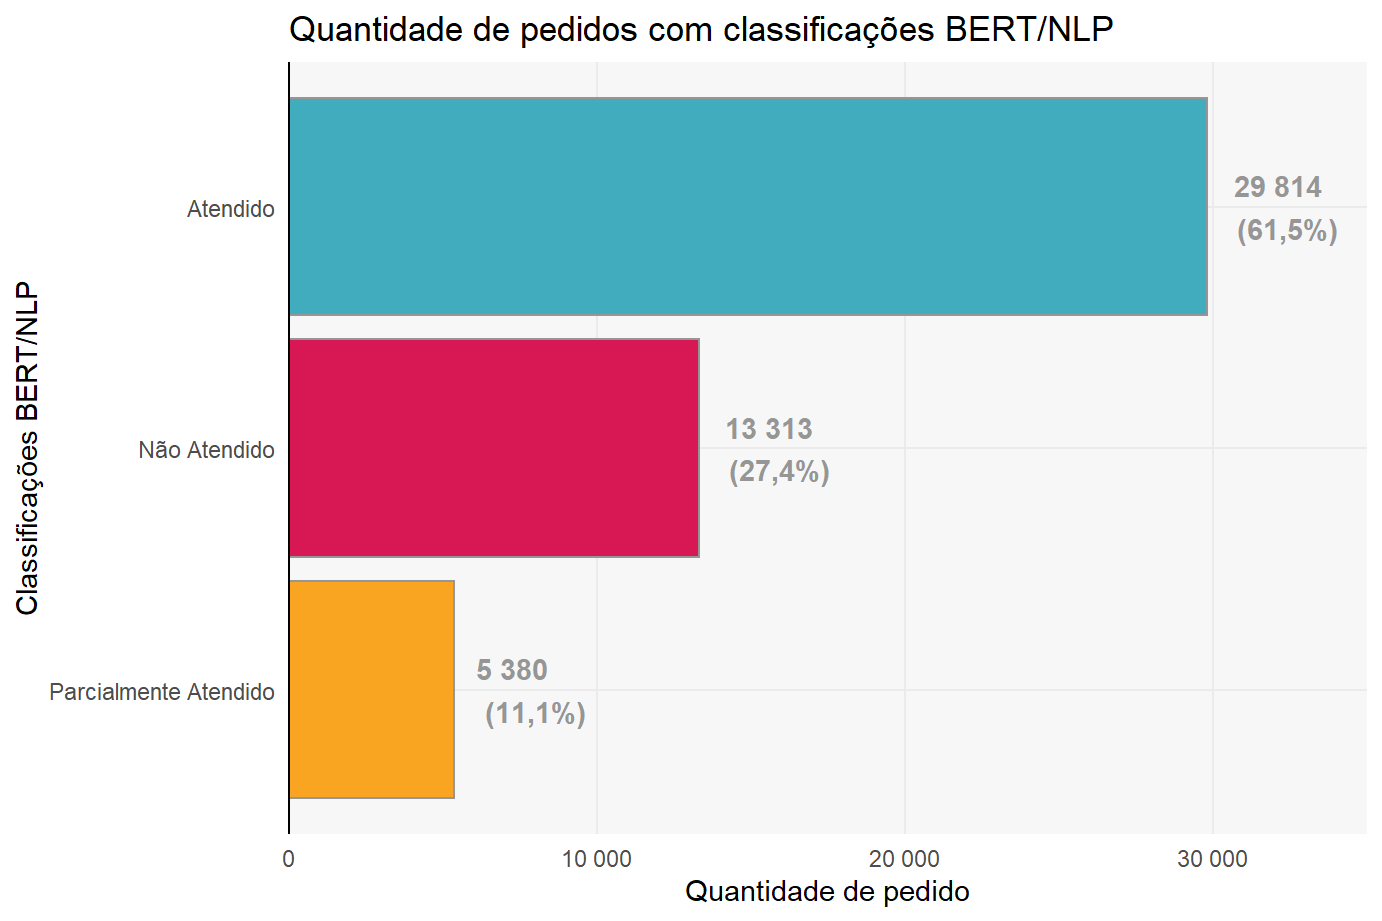 Quantidade de pedidos com classificações BERT/NLP
Classificações BERT/NLP
Atendido
29 814
(61,5%)
Não Atendido
13 313
(27,4%)
Parcialmente Atendido
5 380
(11,1%)
0
10 000
20 000
30 000
Quantidade de pedido